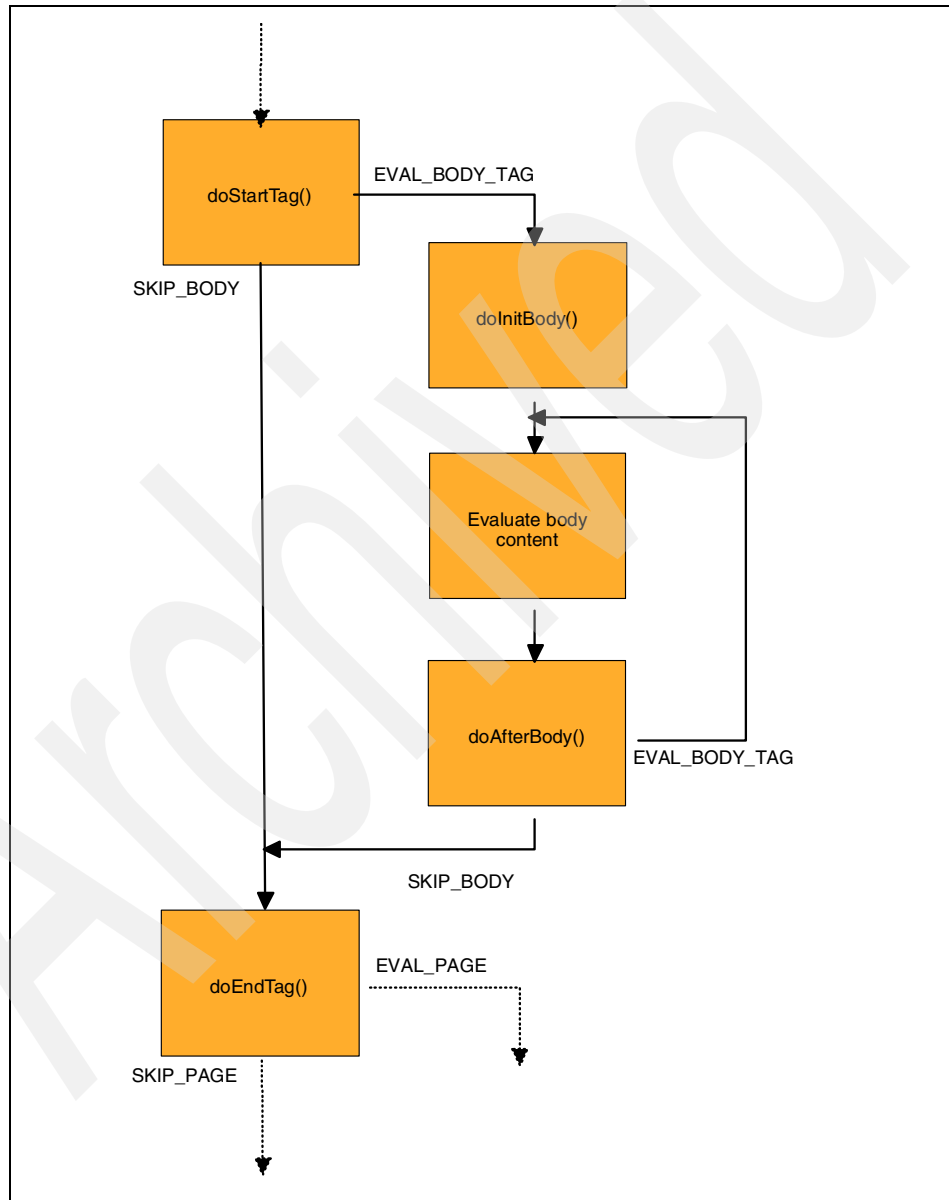 doStartTag()
EVAL_BODY_TAG
SKIP_BODY
doInitBody()
Evaluate body
content
doAfterBody()
EVAL_BODY_TAG
SKIP_BODY
doEndTag()
EVAL_PAGE
SKIP_PAGE
Archived